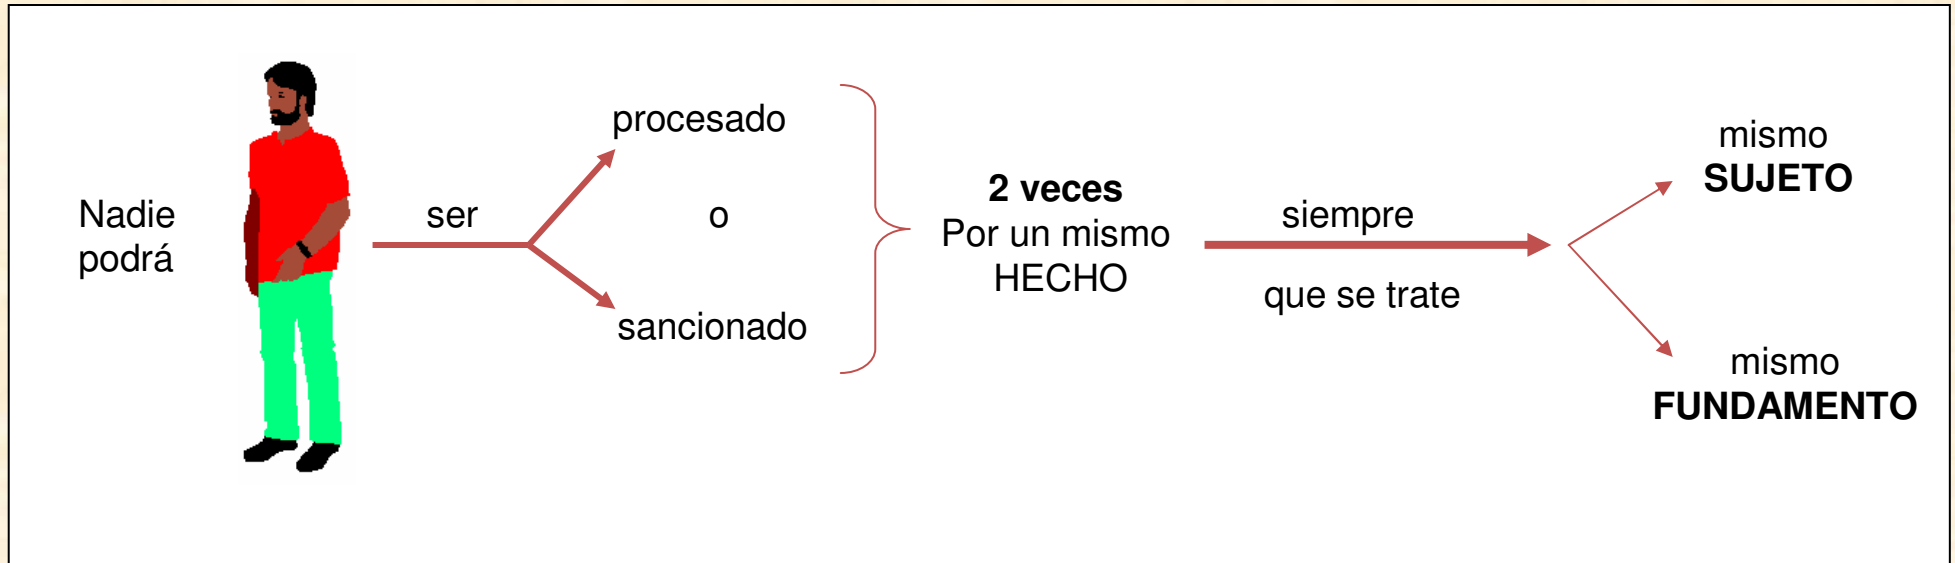 Nadie
podrá
ser
procesado
o
sancionado
2 veces
Por un mismo
HECHO
siempre
que se trate
mismo
SUJETO
mismo
FUNDAMENTO